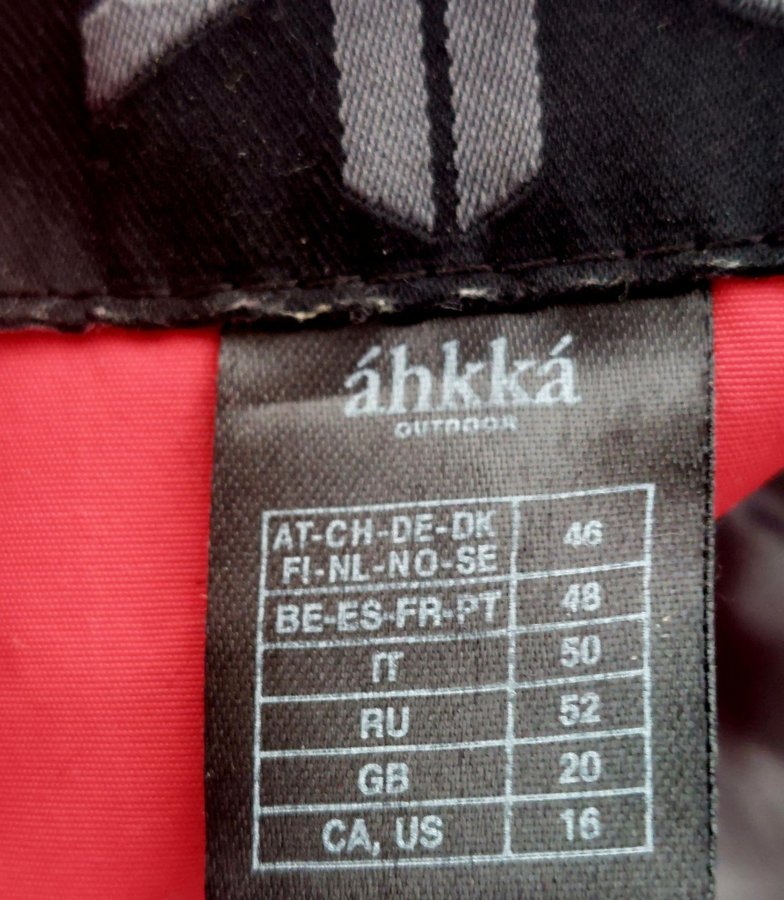 áhkká
OUTDOOR
AT-CH-DE-DK
FI-NL-NO-SE 46
BE-ES-FR-PT 48
IT 50
RU 52
GB 20
CA, US 16